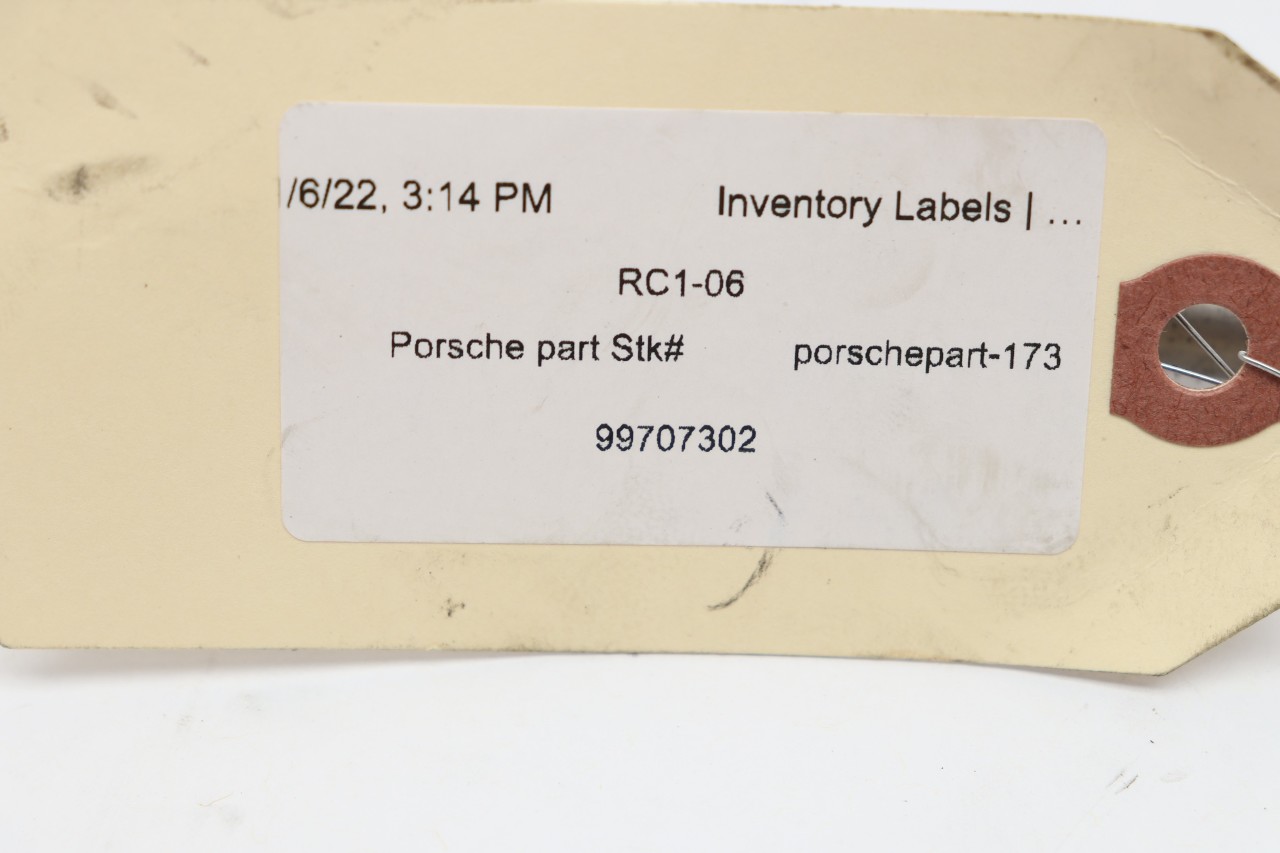 /6/22, 3:14 PM Inventory Labels | ...
RC1-06
Porsche part Stk# porschepart-173
99707302